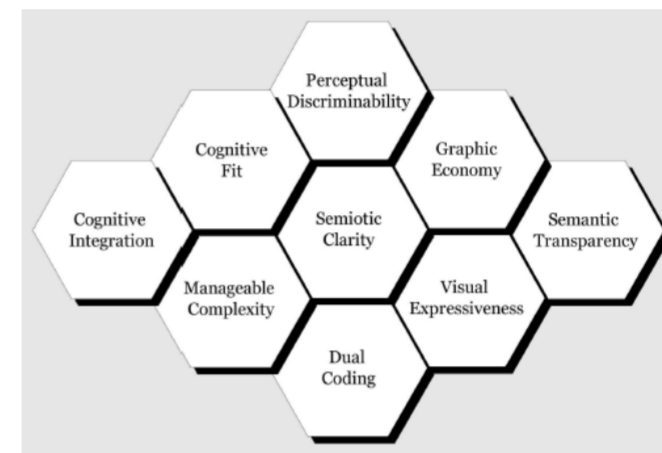 Perceptual
Discriminability
Cognitive
Fit
Graphic
Economy
Cognitive
Integration
Semiotic
Clarity
Semantic
Transparency
Manageable
Complexity
Visual
Expressiveness
Dual
Coding